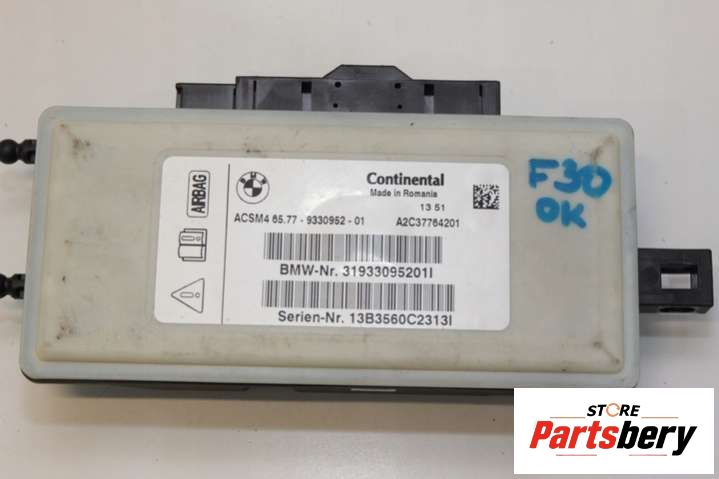 AIRBAG
BMW
Continental
Made in Romania
13 51
ACSM4 65.77 - 9330952 - 01 A2C37764201
BMW-Nr. 31933095201I
Serien-Nr. 13B3560C2313I
F30
OK
STORE
Partsbery